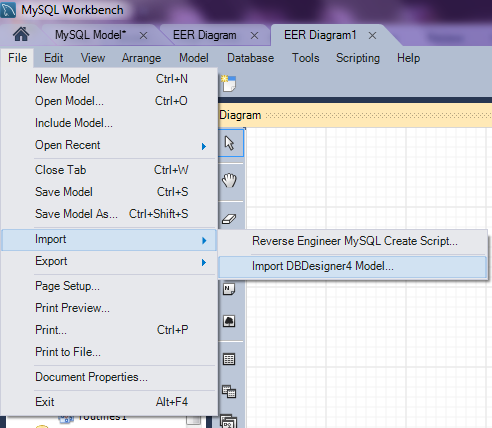 MySQL Workbench
MySQL Model* × EER Diagram × EER Diagram1 ×
File Edit View Arrange Model Database Tools Scripting Help
New Model Ctrl+N
Open Model... Ctrl+O
Include Model...
Open Recent
Diagram
Close Tab Ctrl+W
Save Model Ctrl+S
Save Model As... Ctrl+Shift+S
Import
Reverse Engineer MySQL Create Script...
Export
Import DBDesigner4 Model...
Page Setup...
Print Preview...
Print... Ctrl+P
Print to File...
Document Properties...
Exit Alt+F4
routines1